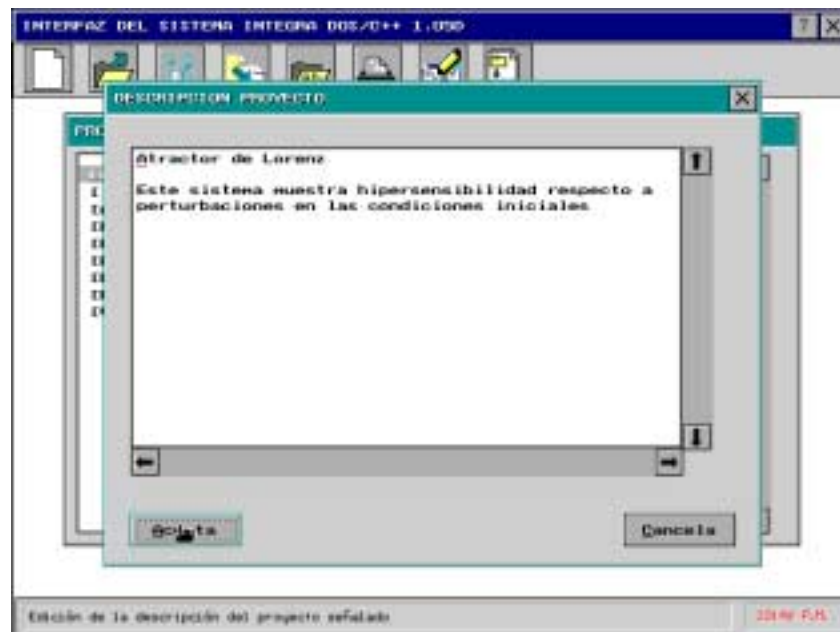 INTERFAZ DEL SISTEMA INTEGRA DOS/C++ 1.05D
?
DESCRIPCION PROYECTO
Atractor de Lorenz
Este sistema muestra hipersensibilidad respecto a
perturbaciones en las condiciones iniciales
Cancela
Edición de la descripción del proyecto señalado